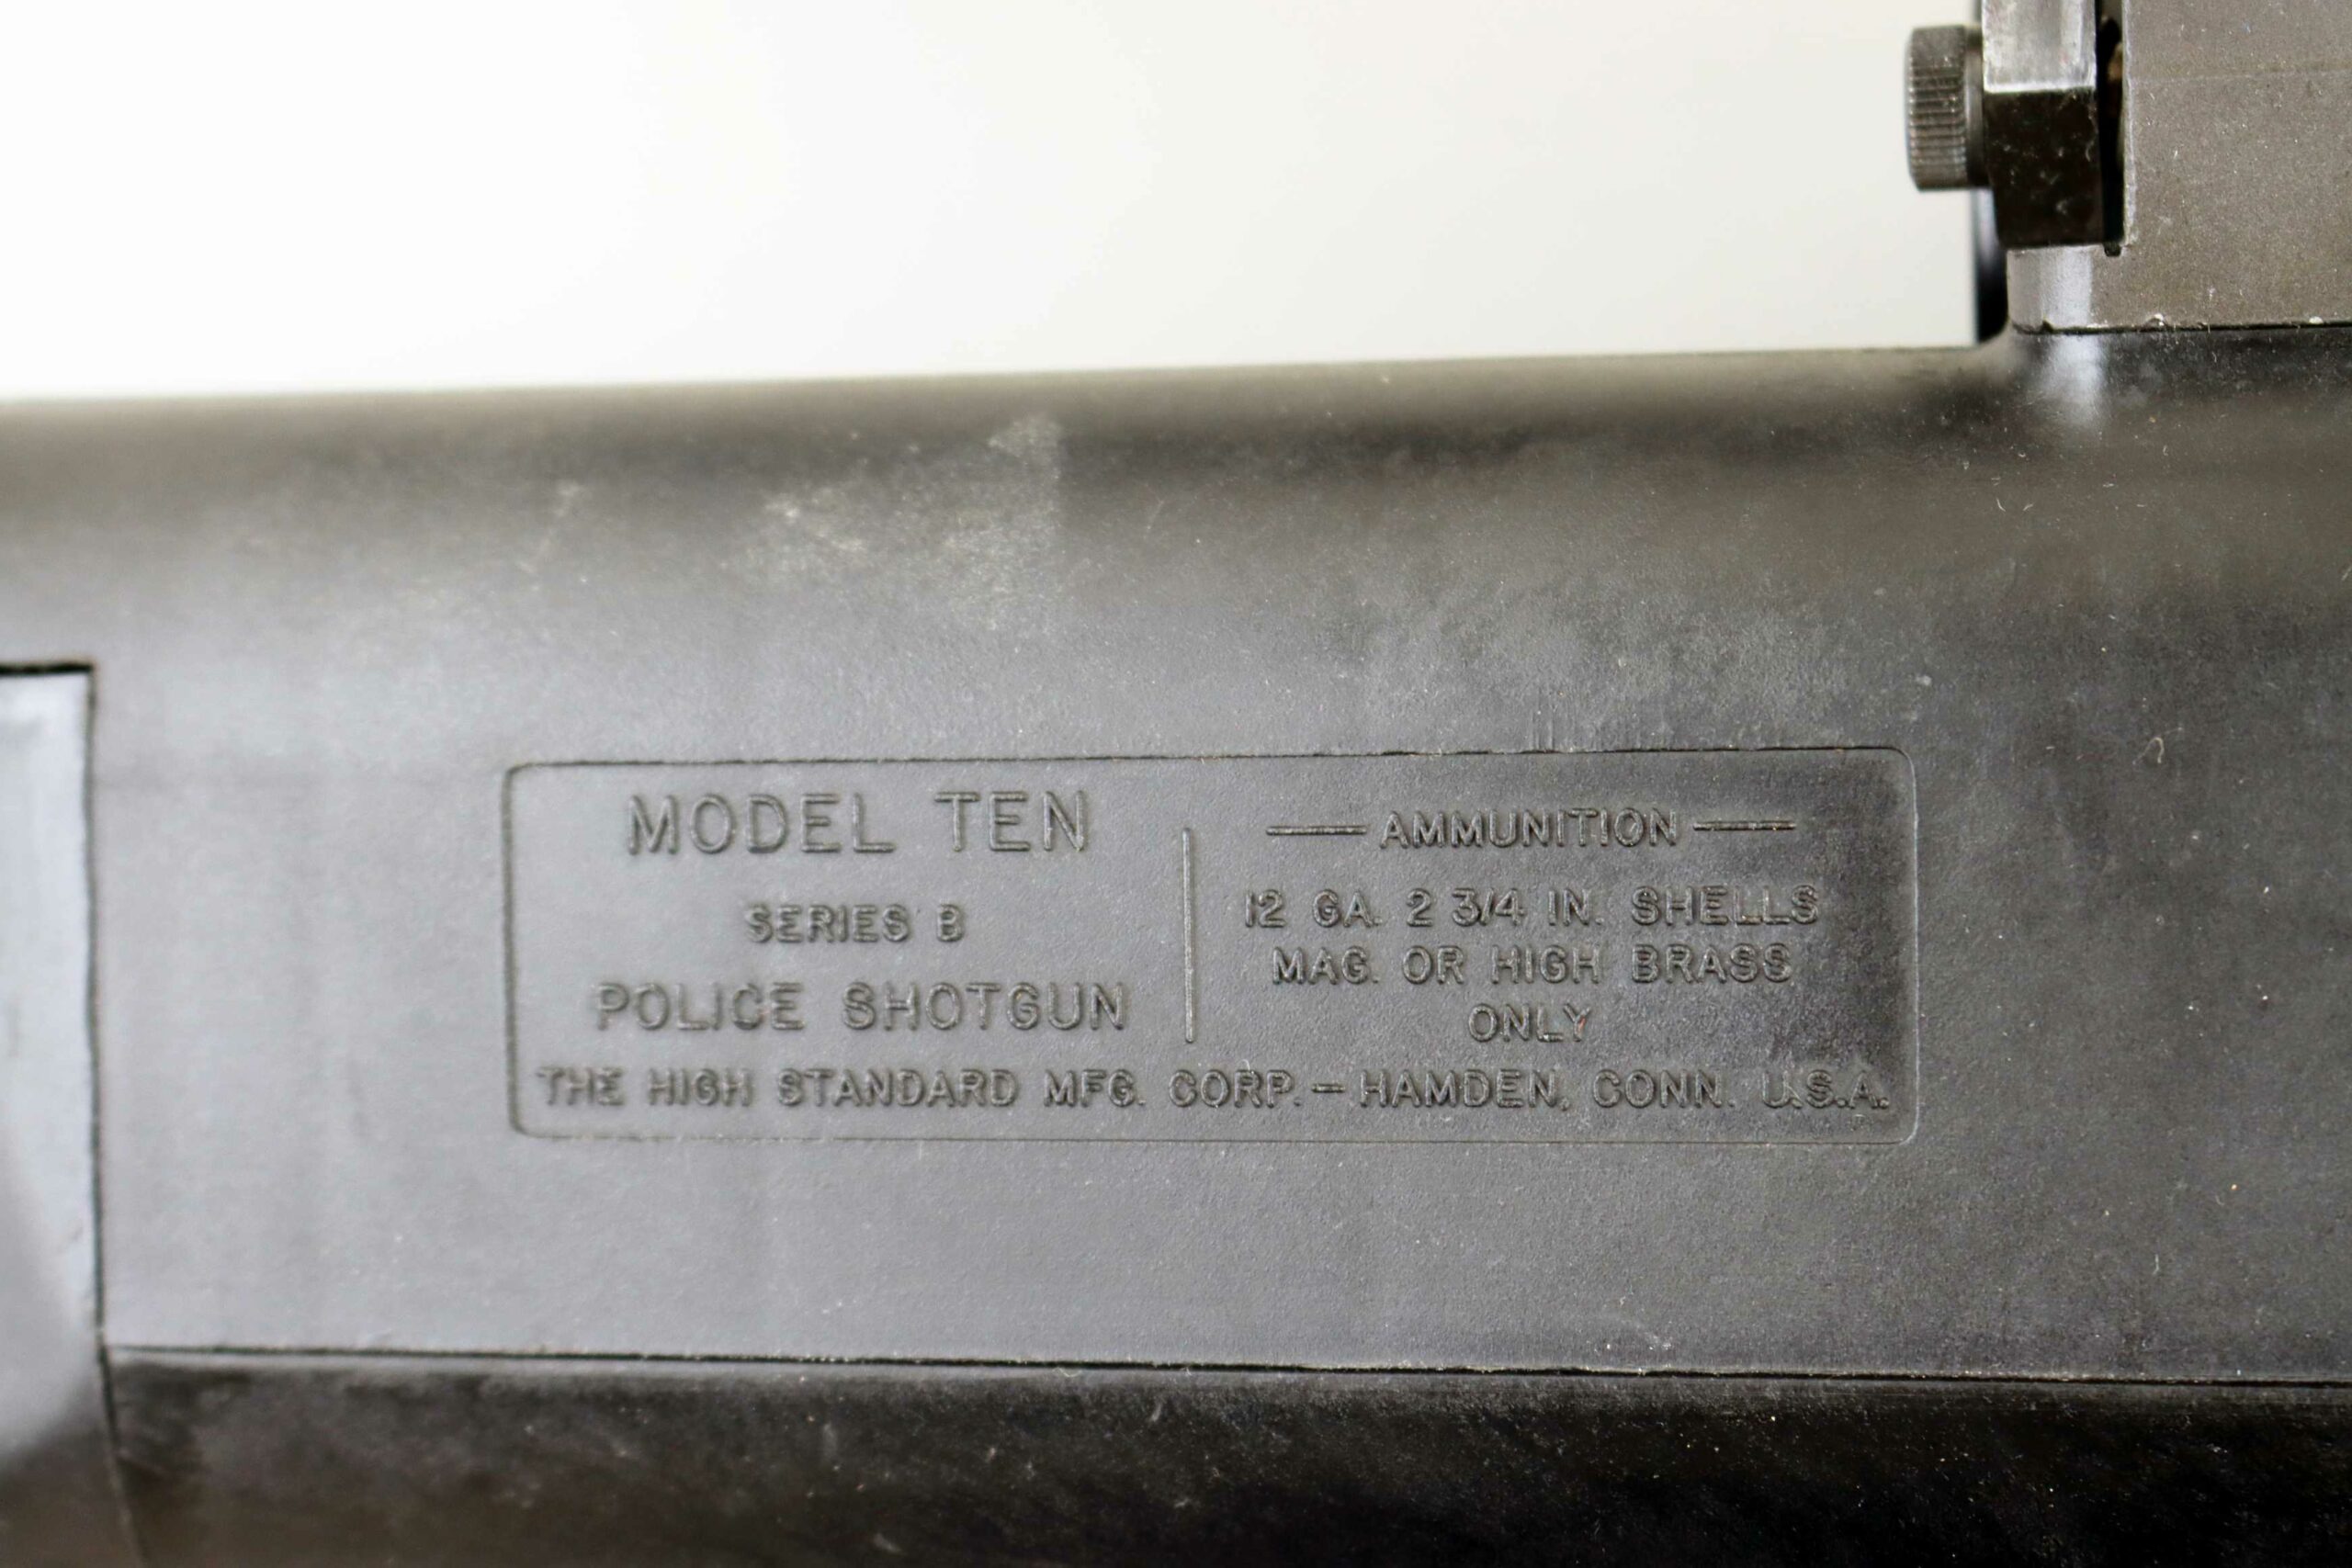 MODEL TEN
SERIES B
POLICE SHOTGUN
AMMUNITION
12 GA. 2 3/4 IN. SHELLS
MAG. OR HIGH BRASS
ONLY
THE HIGH STANDARD MFG. CORP. – HAMDEN, CONN. U.S.A.